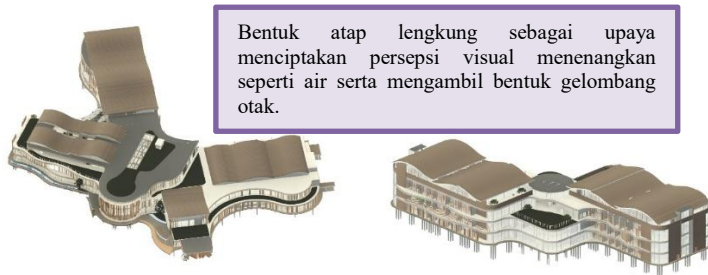 Bentuk atap lengkung sebagai upaya
menciptakan persepsi visual menenangkan
seperti air serta mengambil bentuk gelombang
otak.